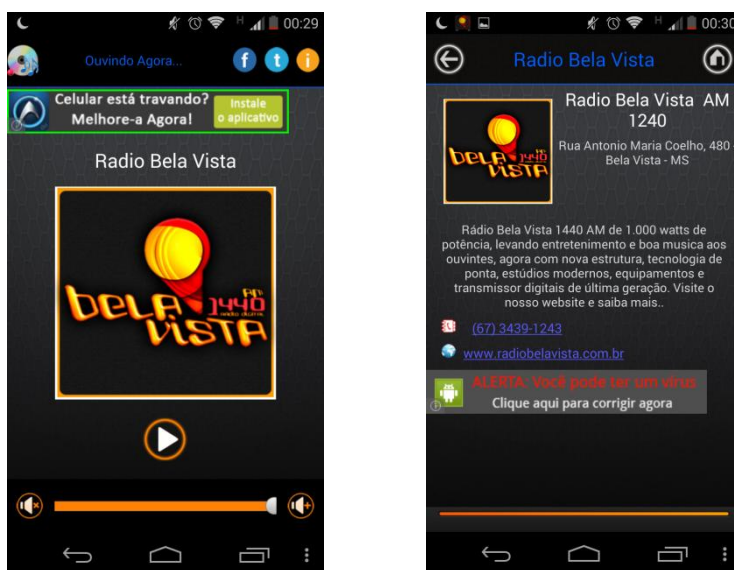 H 00:29
Ouvindo Agora...
f t i
Celular está travando?
Melhore-a Agora!
Instale
o aplicativo
Radio Bela Vista
BELA
AM
1440
VISTA
H 00:30
Radio Bela Vista
BELA
1440
VISTA
Radio Bela Vista AM
1240
Rua Antonio Maria Coelho, 480 -
Bela Vista - MS
Rádio Bela Vista 1440 AM de 1.000 watts de
potência, levando entretenimento e boa musica aos
ouvintes, agora com nova estrutura, tecnologia de
ponta, estúdios modernos, equipamentos e
transmissor digitais de última geração. Visite o
nosso website e saiba mais..
(67) 3439-1243
www.radiobelavista.com.br
ALERTA: Você pode ter um vírus
Clique aqui para corrigir agora